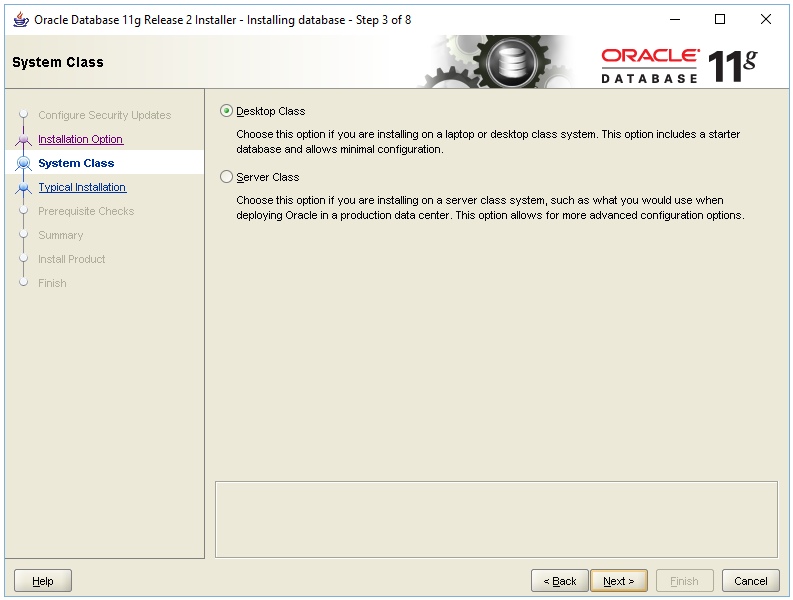 Oracle Database 11g Release 2 Installer - Installing database - Step 3 of 8
System Class
ORACLE®
DATABASE
11g
Configure Security Updates
Installation Option
System Class
Typical Installation
Prerequisite Checks
Summary
Install Product
Finish
Desktop Class
Choose this option if you are installing on a laptop or desktop class system. This option includes a starter
database and allows minimal configuration.
Server Class
Choose this option if you are installing on a server class system, such as what you would use when
deploying Oracle in a production data center. This option allows for more advanced configuration options.
Help
< Back
Next >
Finish
Cancel